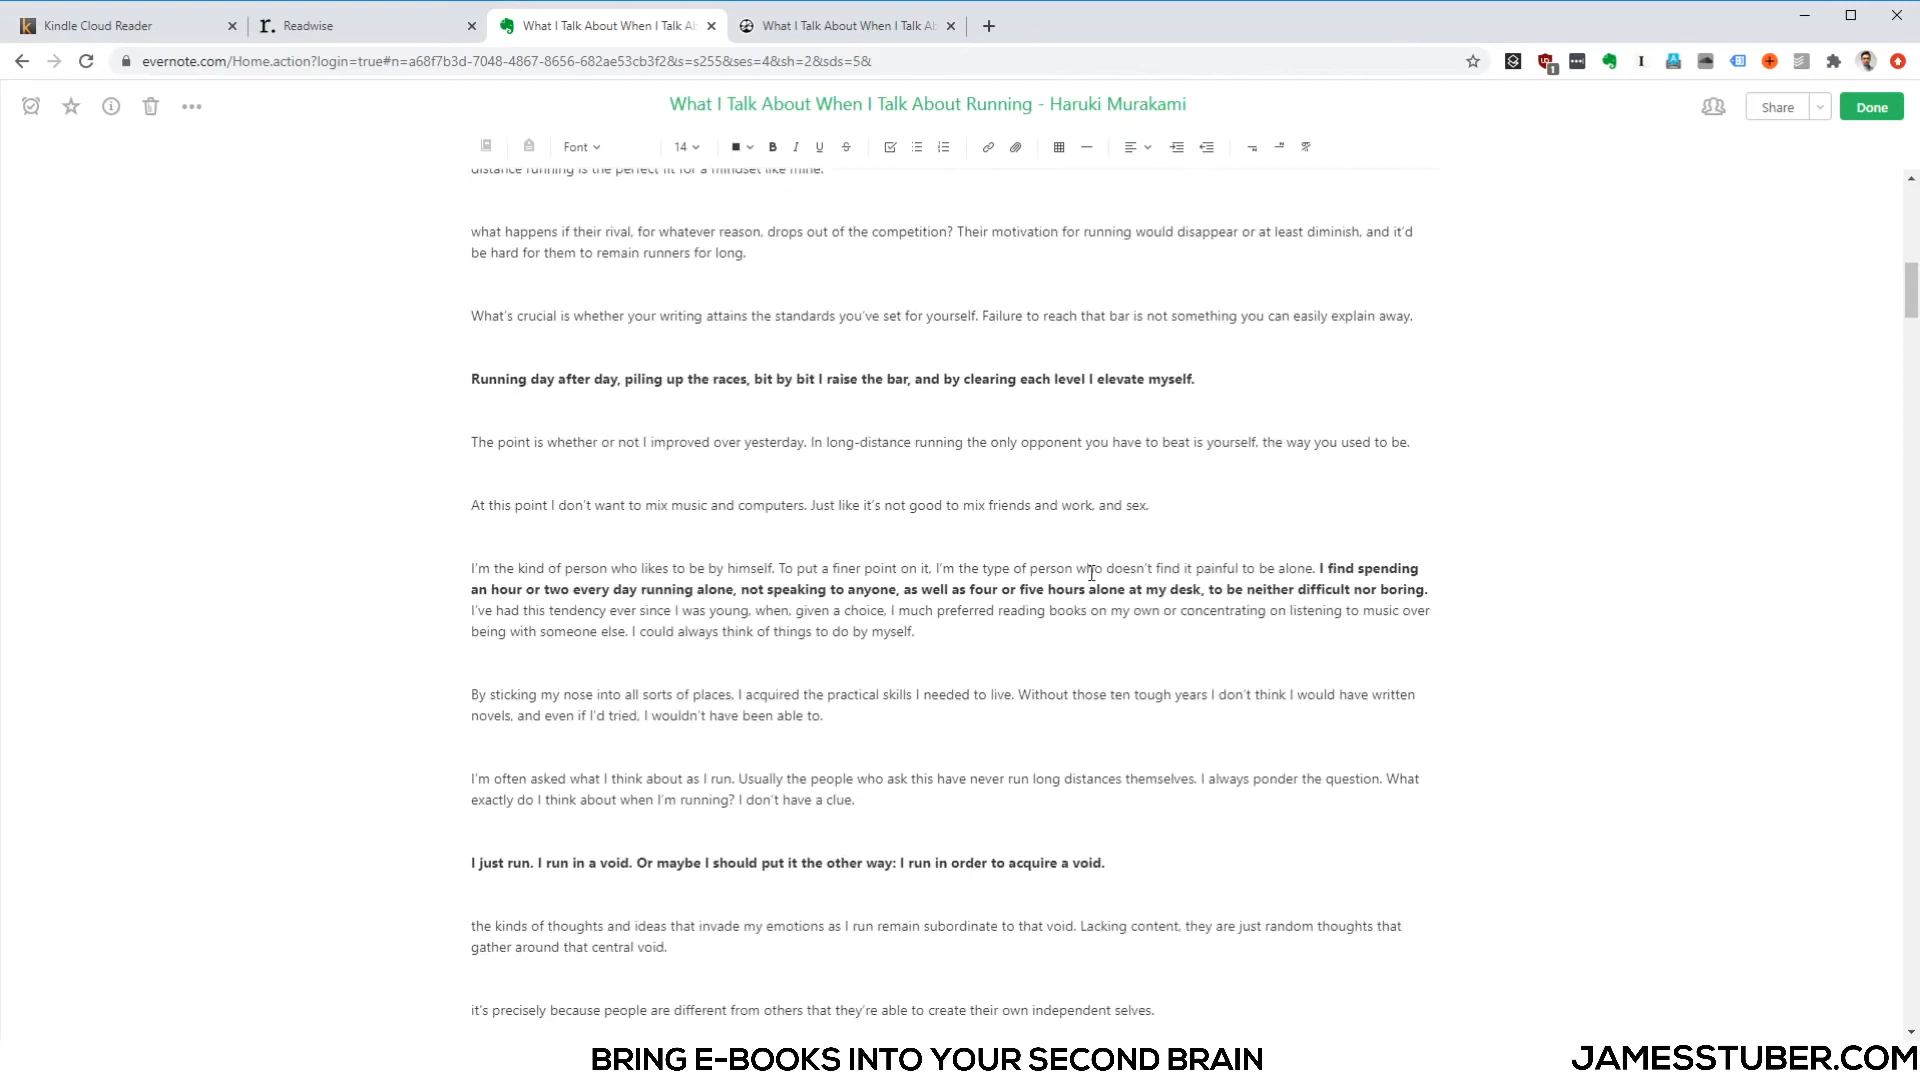 Kindle Cloud Reader
Readwise
What I Talk About When I Talk Ab
What I Talk About When I Talk Ab
evernote.com/Home.action?login=true#n=a68f7b3d-7048-4867-8656-682ae53cb3f2&s=s255&ses=4&sh=2&sds=5&
1
What I Talk About When I Talk About Running - Haruki Murakami
Share
Done
Font
14
B I U S
distance running is the perfect fit for a mindset like mine.
what happens if their rival, for whatever reason, drops out of the competition? Their motivation for running would disappear or at least diminish, and it'd
be hard for them to remain runners for long.
What's crucial is whether your writing attains the standards you've set for yourself. Failure to reach that bar is not something you can easily explain away.
Running day after day, piling up the races, bit by bit I raise the bar, and by clearing each level I elevate myself.
The point is whether or not I improved over yesterday. In long-distance running the only opponent you have to beat is yourself, the way you used to be.
At this point I don't want to mix music and computers. Just like it's not good to mix friends and work, and sex.
I'm the kind of person who likes to be by himself. To put a finer point on it, I'm the type of person who doesn't find it painful to be alone. I find spending
an hour or two every day running alone, not speaking to anyone, as well as four or five hours alone at my desk, to be neither difficult nor boring.
I've had this tendency ever since I was young, when, given a choice, I much preferred reading books on my own or concentrating on listening to music over
being with someone else. I could always think of things to do by myself.
By sticking my nose into all sorts of places, I acquired the practical skills I needed to live. Without those ten tough years I don't think I would have written
novels, and even if I'd tried, I wouldn't have been able to.
I'm often asked what I think about as I run. Usually the people who ask this have never run long distances themselves. I always ponder the question. What
exactly do I think about when I'm running? I don't have a clue.
I just run. I run in a void. Or maybe I should put it the other way: I run in order to acquire a void.
the kinds of thoughts and ideas that invade my emotions as I run remain subordinate to that void. Lacking content, they are just random thoughts that
gather around that central void.
it's precisely because people are different from others that they're able to create their own independent selves.
BRING E-BOOKS INTO YOUR SECOND BRAIN
JAMESSTUBER.COM